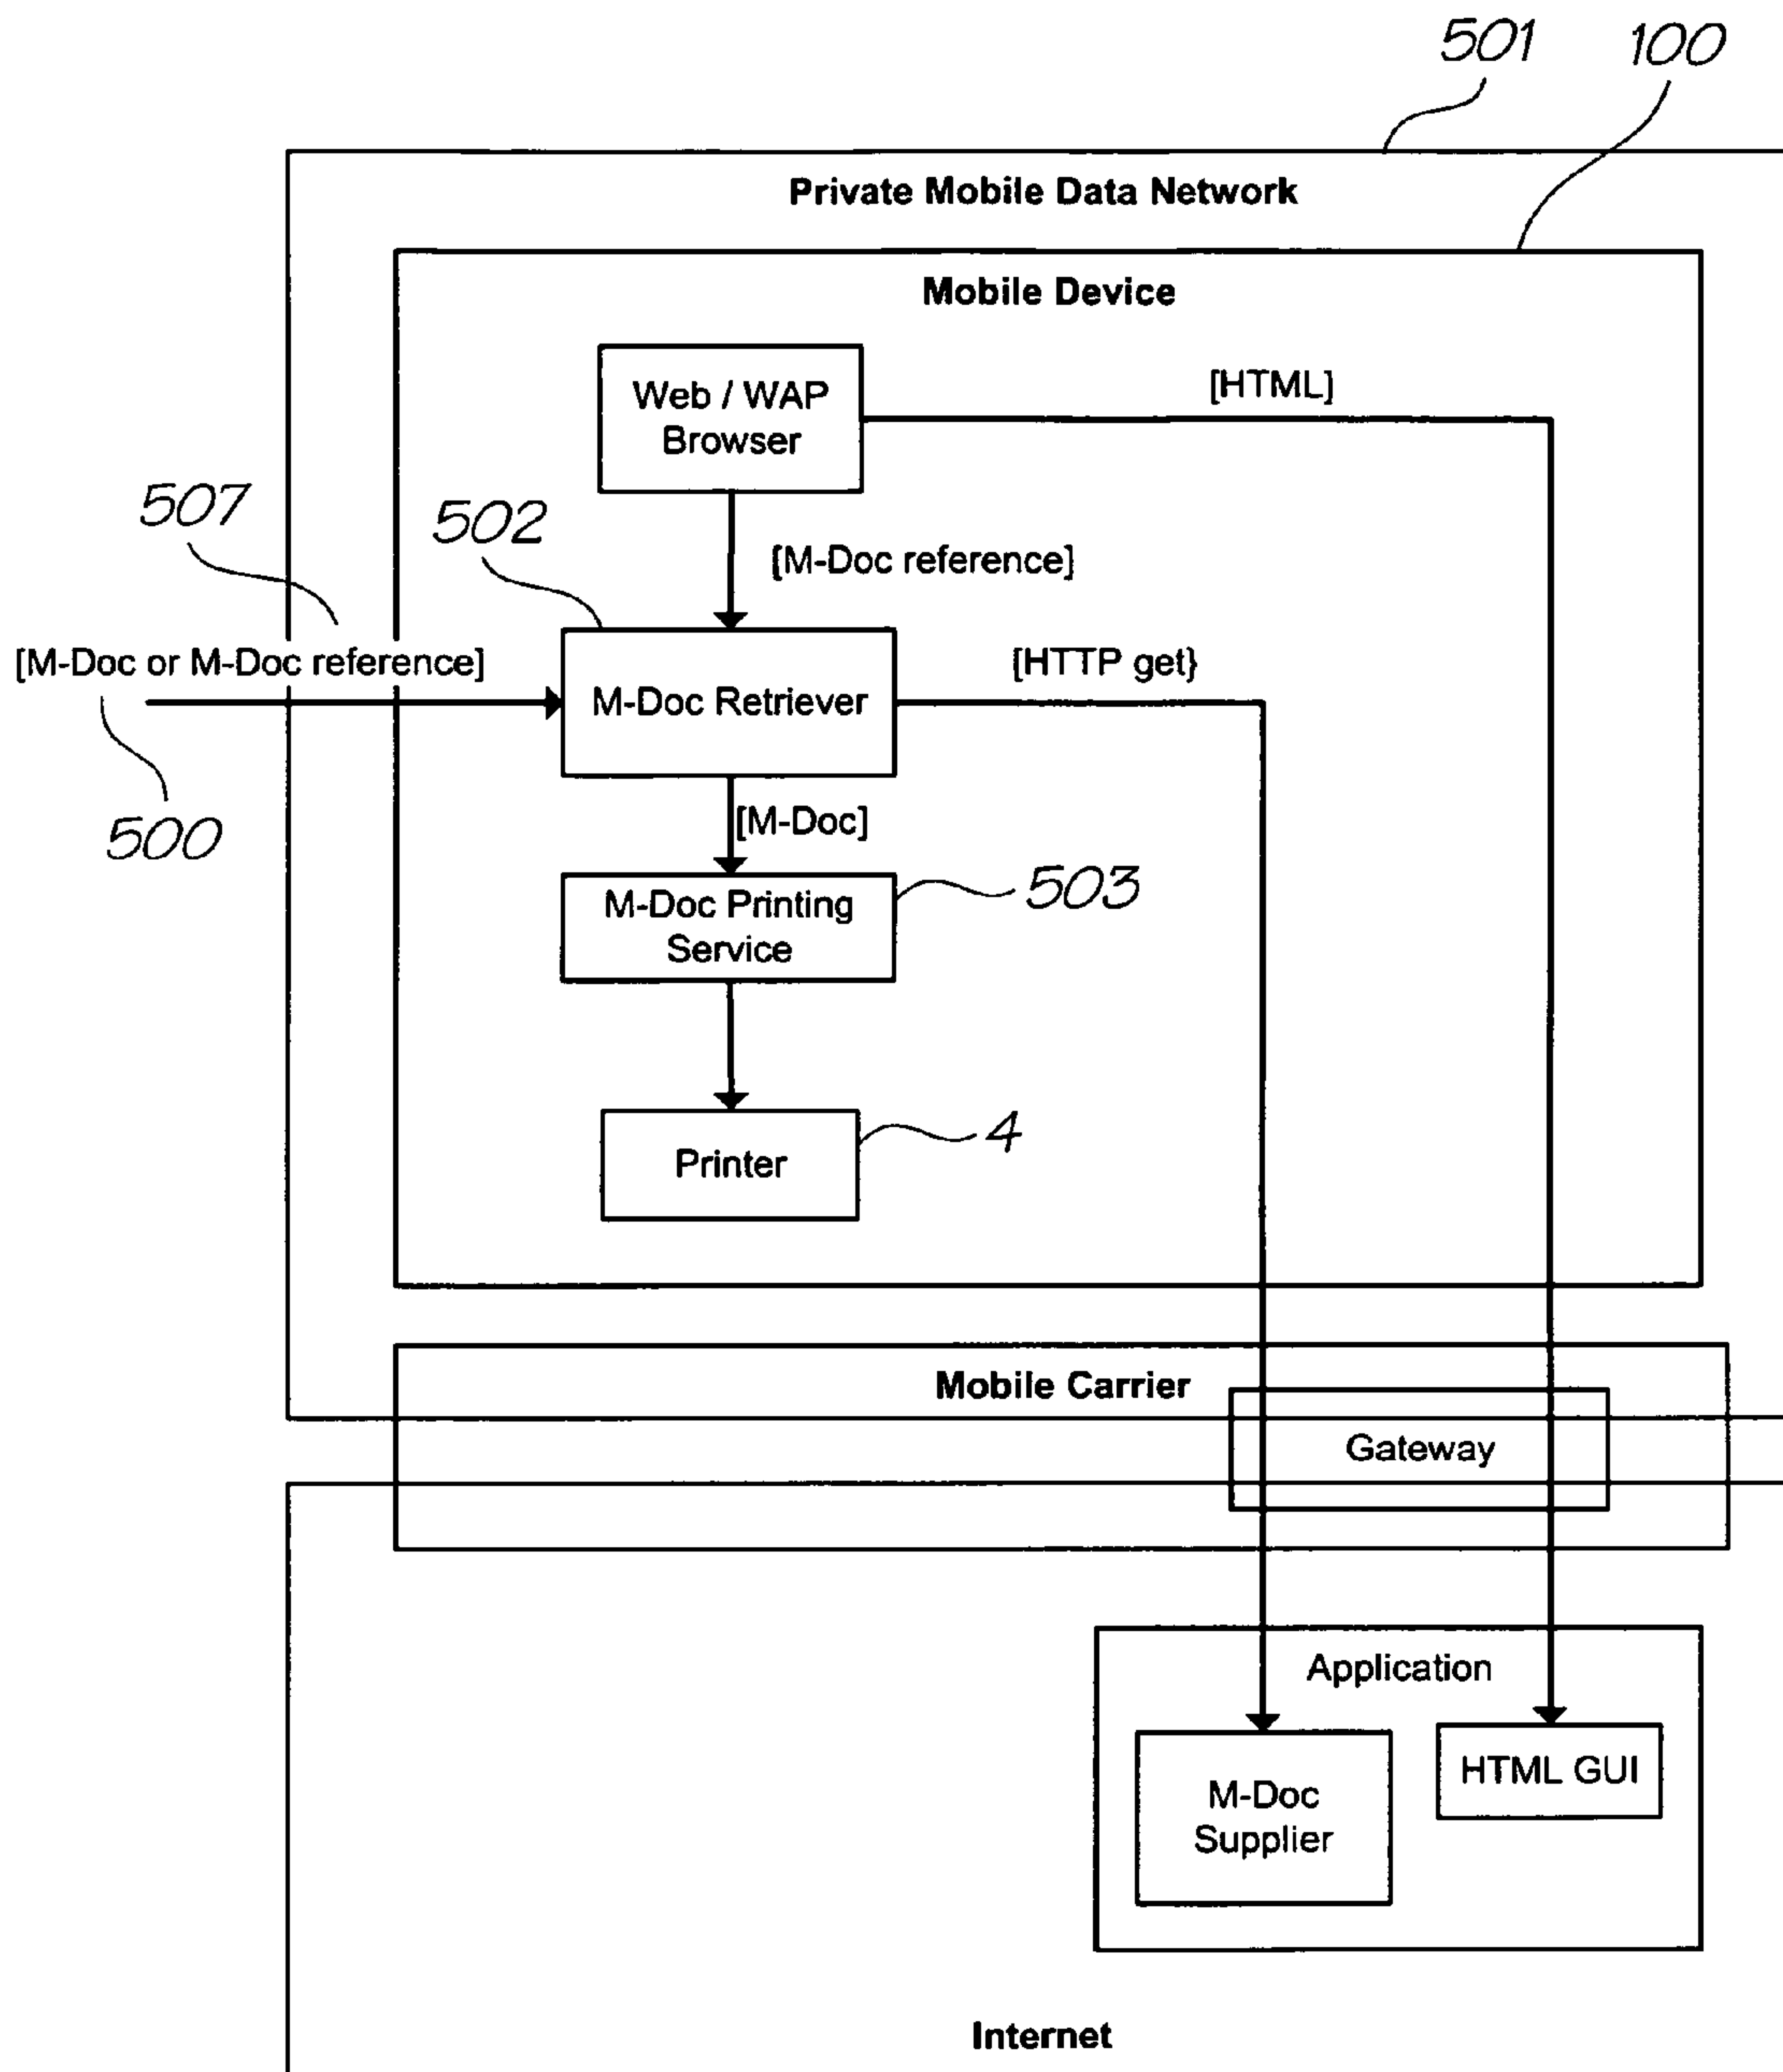 501
100
Private Mobile Data Network
Mobile Device
Web / WAP
Browser
[HTML]
507
502
[M-Doc reference]
[M-Doc or M-Doc reference]
M-Doc Retriever
[HTTP get}
500
[M-Doc]
M-Doc Printing
Service
503
Printer
4
Mobile Carrier
Gateway
Application
M-Doc
Supplier
HTML GUI
Internet